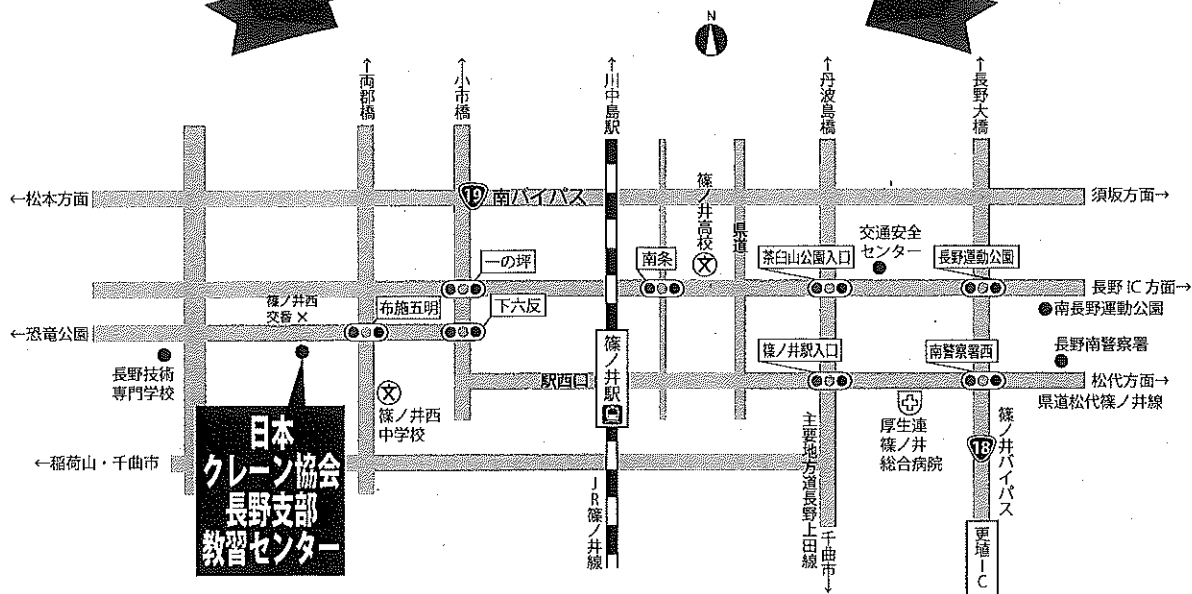 N
↑両郡橋
↑小市橋
↑川中島駅
↑丹波島橋
↑長野大橋
←松本方面
19 南バイパス
篠ノ井高校
県道
交通安全
センター
須坂方面→
一の坪
南条
茶臼山公園入口
長野運動公園
長野IC方面→
篠ノ井西
交番 ×
布施五明
下六反
南長野運動公園
←恐竜公園
長野技術
専門学校
篠ノ井駅
篠ノ井駅入口
南警察署西
長野南警察署
駅西口
松代方面→
県道松代篠ノ井線
篠ノ井西
中学校
厚生連
篠ノ井
総合病院
18
篠ノ井バイパス
日本
クレーン協会
長野支部
教習センター
←稲荷山・千曲市
JR篠ノ井線
主要地方道長野上田線
千曲市→
更埴IC